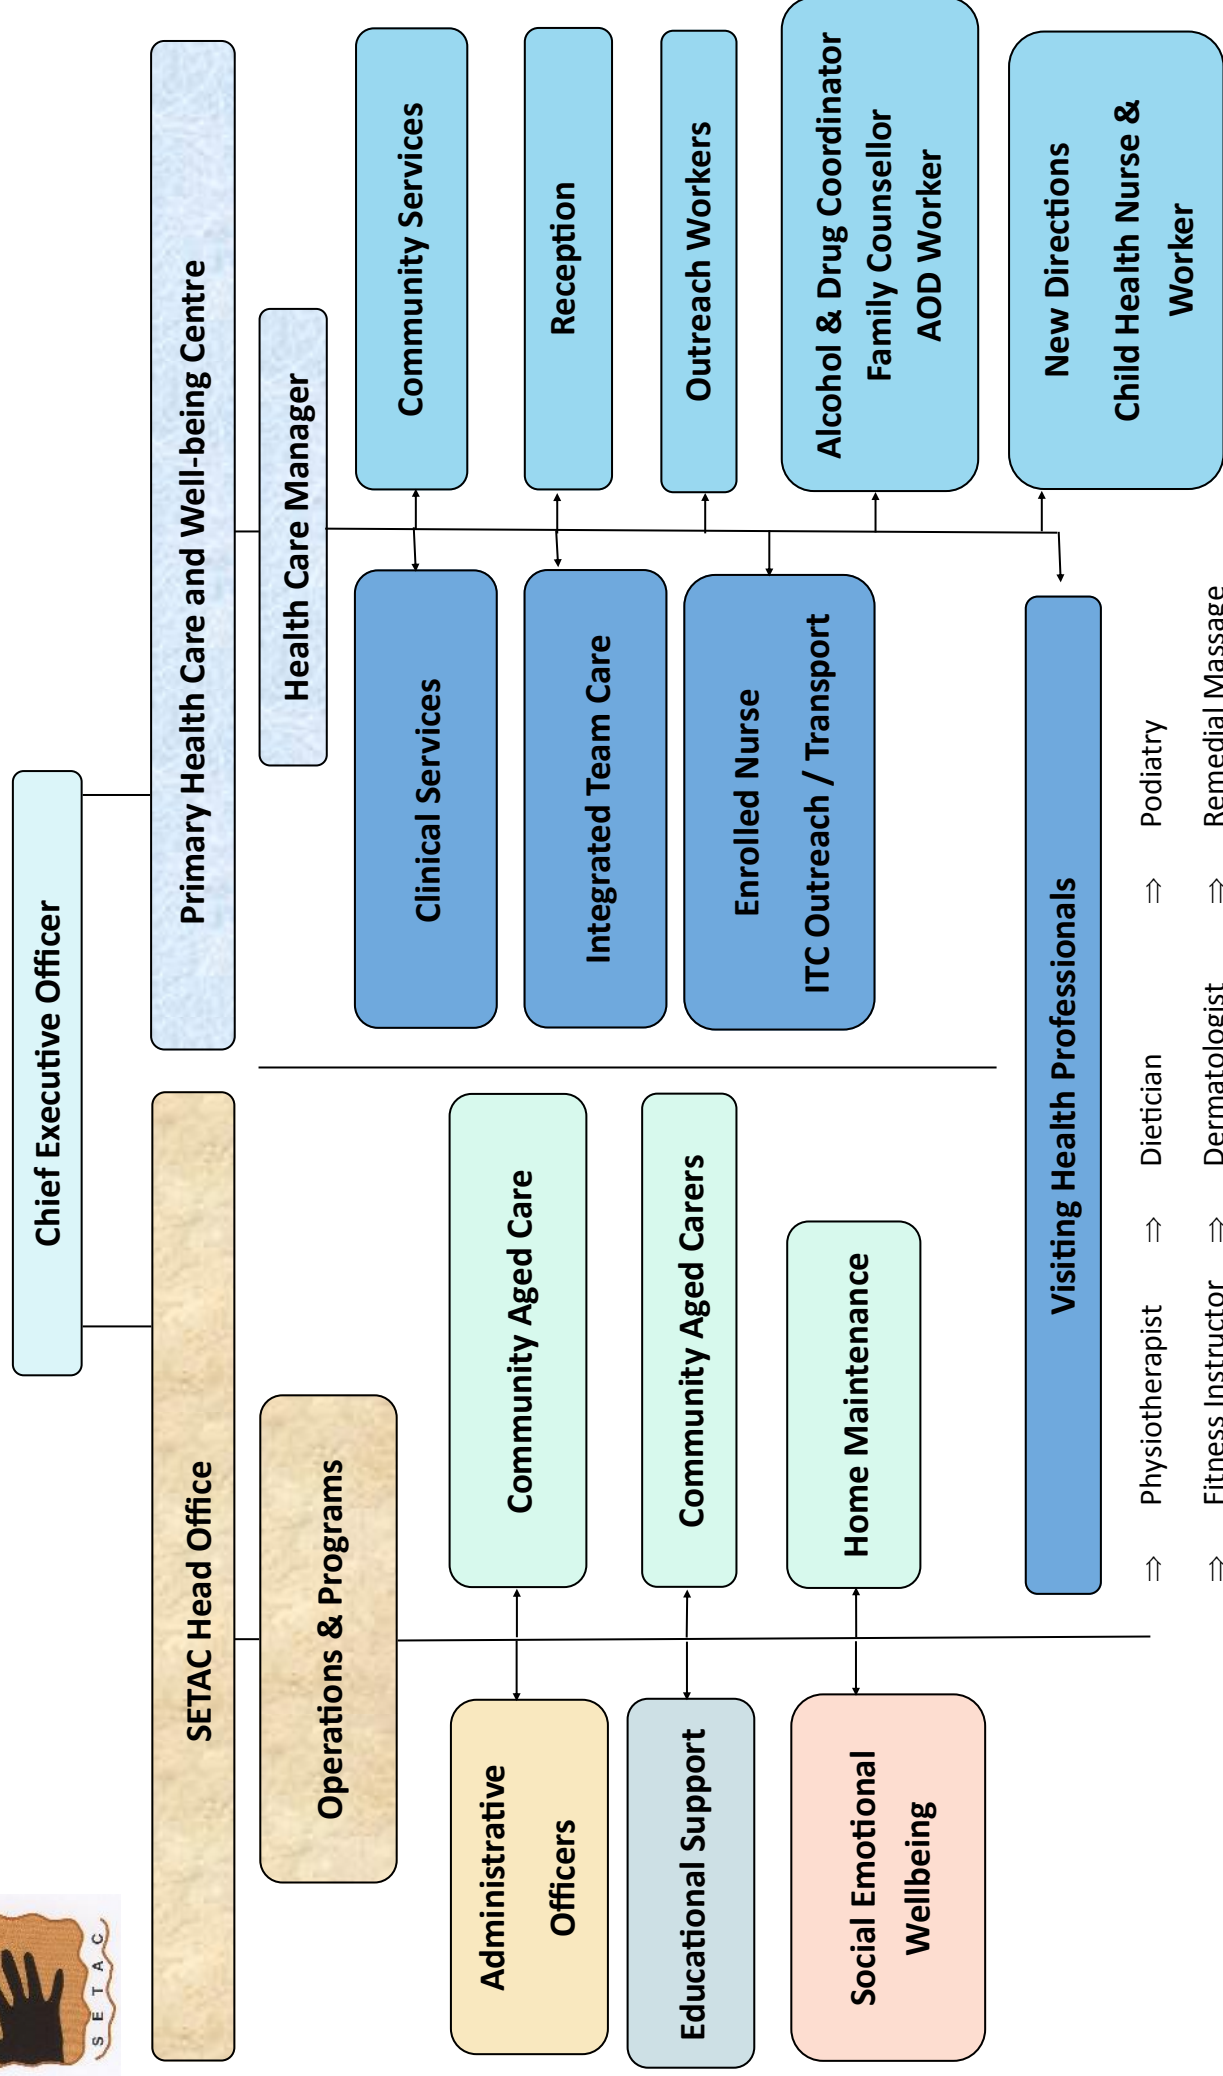 SETAC
Chief Executive Officer
SETAC Head Office
Primary Health Care and Well-being Centre
Operations & Programs
Health Care Manager
Administrative
Officers
Community Aged Care
Educational Support
Community Aged Carers
Social Emotional
Wellbeing
Home Maintenance
Clinical Services
Community Services
Integrated Team Care
Reception
Enrolled Nurse
ITC Outreach / Transport
Outreach Workers
Alcohol & Drug Coordinator
Family Counsellor
AOD Worker
New Directions
Child Health Nurse &
Worker
Visiting Health Professionals
⇒ Physiotherapist ⇒ Dietician ⇒ Podiatry
⇒ Fitness Instructor ⇒ Dermatologist ⇒ Remedial Massage